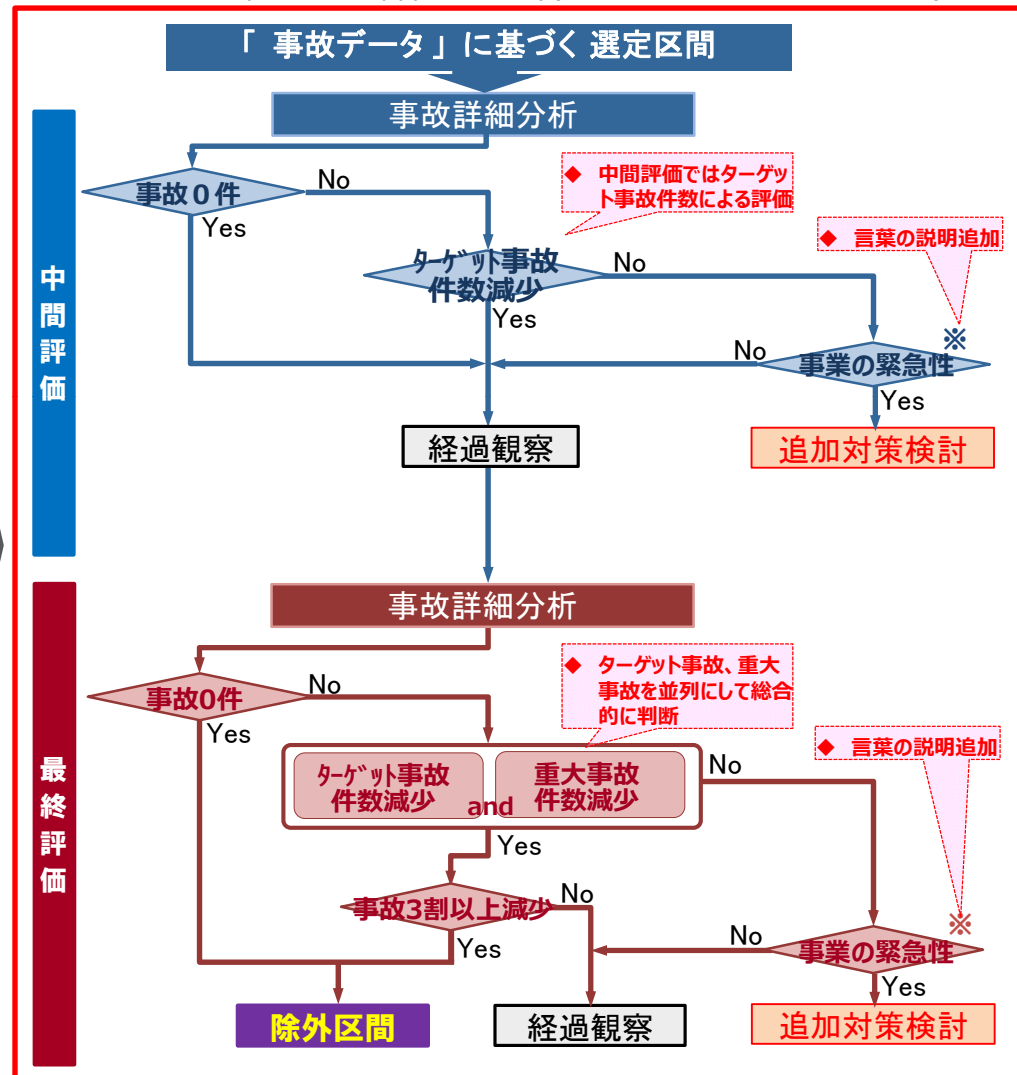 「 事故データ 」 に基づく 選定区間
事故詳細分析
事故０件
No
Yes
◆ 中間評価ではターゲッ
ト事故件数による評価
◆ 言葉の説明追加
ﾀｰｹﾞｯﾄ事故
件数減少
No
Yes
※
事業の緊急性
No
Yes
経過観察
追加対策検討
中間評価
事故詳細分析
事故0件
No
Yes
◆ ターゲット事故、重大
事故を並列にして総合
的に判断
◆ 言葉の説明追加
ﾀｰｹﾞｯﾄ事故
件数減少
and
重大事故
件数減少
No
Yes
事故3割以上減少
No
Yes
※
事業の緊急性
No
Yes
除外区間
経過観察
追加対策検討
最終評価